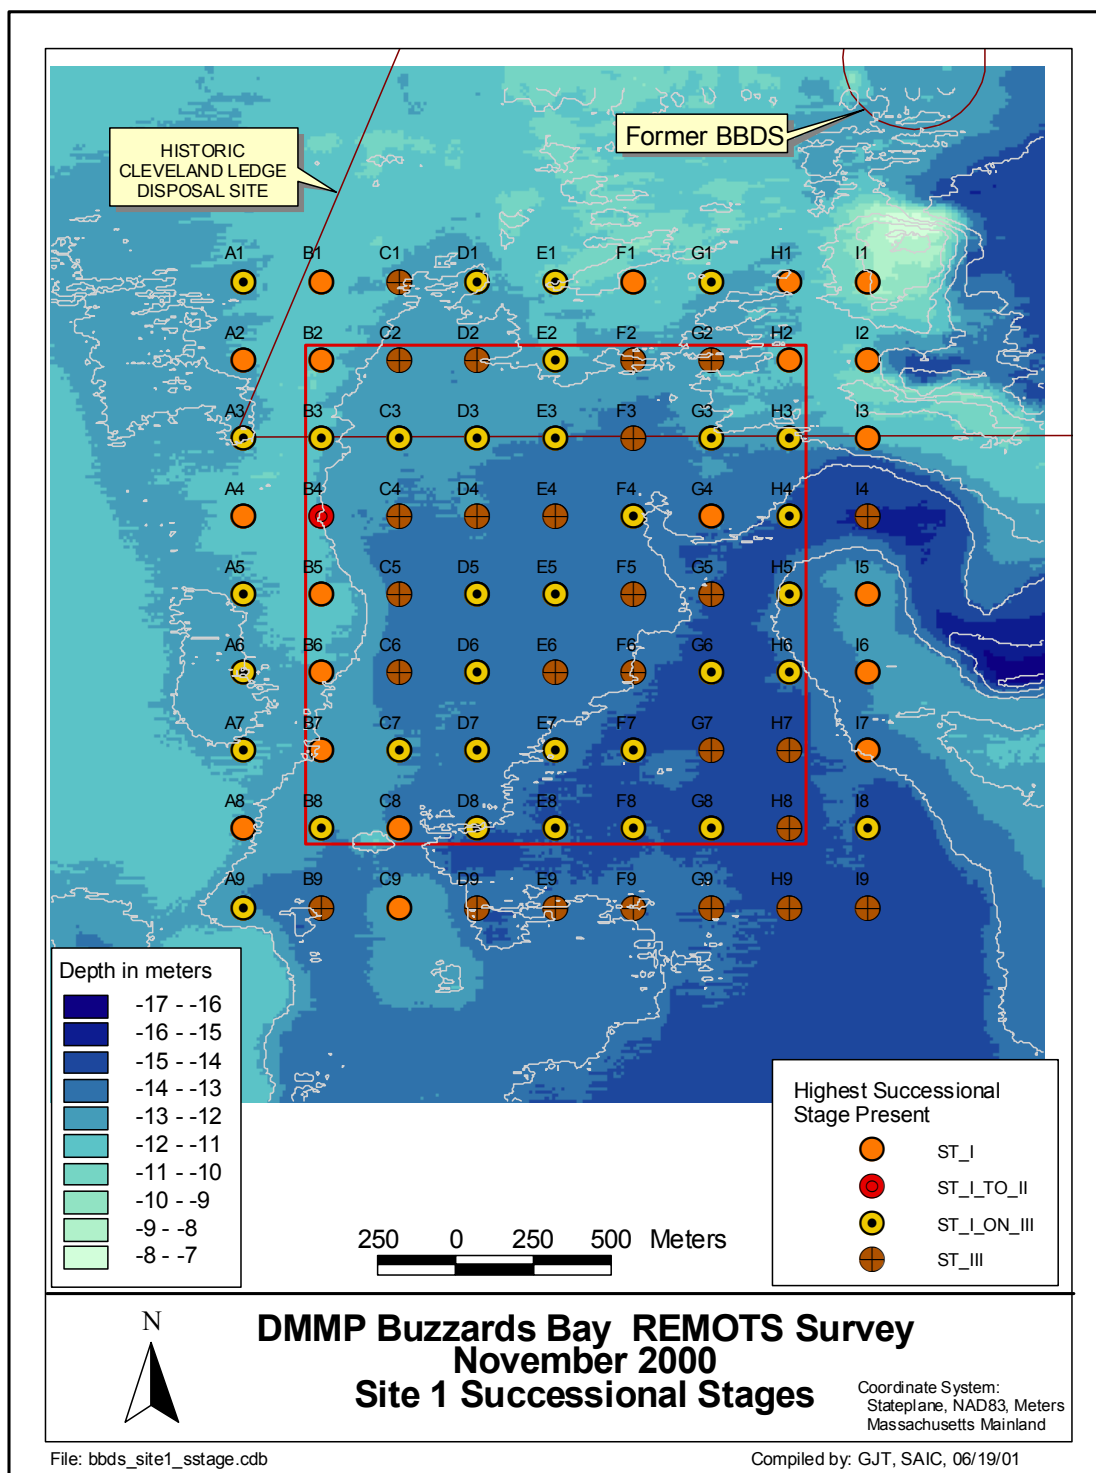 HISTORIC
CLEVELAND LEDGE
DISPOSAL SITE
Former BBDS
A1 B1 C1 D1 E1 F1 G1 H1 I1
A2 B2 C2 D2 E2 F2 G2 H2 I2
A3 B3 C3 D3 E3 F3 G3 H3 I3
A4 B4 C4 D4 E4 F4 G4 H4 I4
A5 B5 C5 D5 E5 F5 G5 H5 I5
A6 B6 C6 D6 E6 F6 G6 H6 I6
A7 B7 C7 D7 E7 F7 G7 H7 I7
A8 B8 C8 D8 E8 F8 G8 H8 I8
A9 B9 C9 D9 E9 F9 G9 H9 I9
Depth in meters
-17 - -16
-16 - -15
-15 - -14
-14 - -13
-13 - -12
-12 - -11
-11 - -10
-10 - -9
-9 - -8
-8 - -7
250 0 250 500 Meters
Highest Successional
Stage Present
ST_I
ST_I_TO_II
ST_I_ON_III
ST_III
N
DMMP Buzzards Bay REMOTS Survey
November 2000
Site 1 Successional Stages
Coordinate System:
Stateplane, NAD83, Meters
Massachusetts Mainland
File: bbds_site1_sstage.cdb
Compiled by: GJT, SAIC, 06/19/01